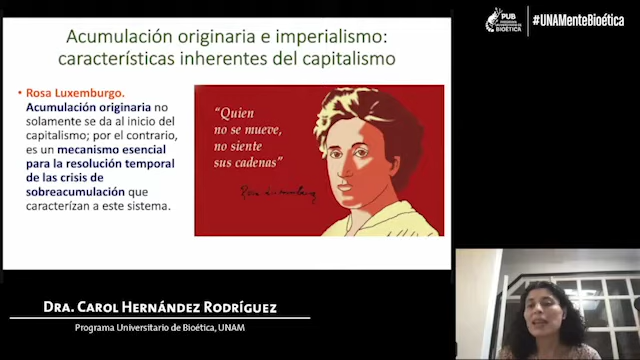 Acumulación originaria e imperialismo:
características inherentes del capitalismo
• Rosa Luxemburgo.
Acumulación originaria no
solamente se da al inicio del
capitalismo; por el contrario,
es un mecanismo esencial
para la resolución temporal
de las crisis de
sobreacumulación que
caracterízan a este sistema.
“Quien
no se mueve,
no siente
sus cadenas”
Rosa Luxemburg
PUB
BIOÉTICA
#UNAMenteBioética
DRA. CAROL HERNÁNDEZ RODRÍGUEZ
Programa Universitario de Bioética, UNAM